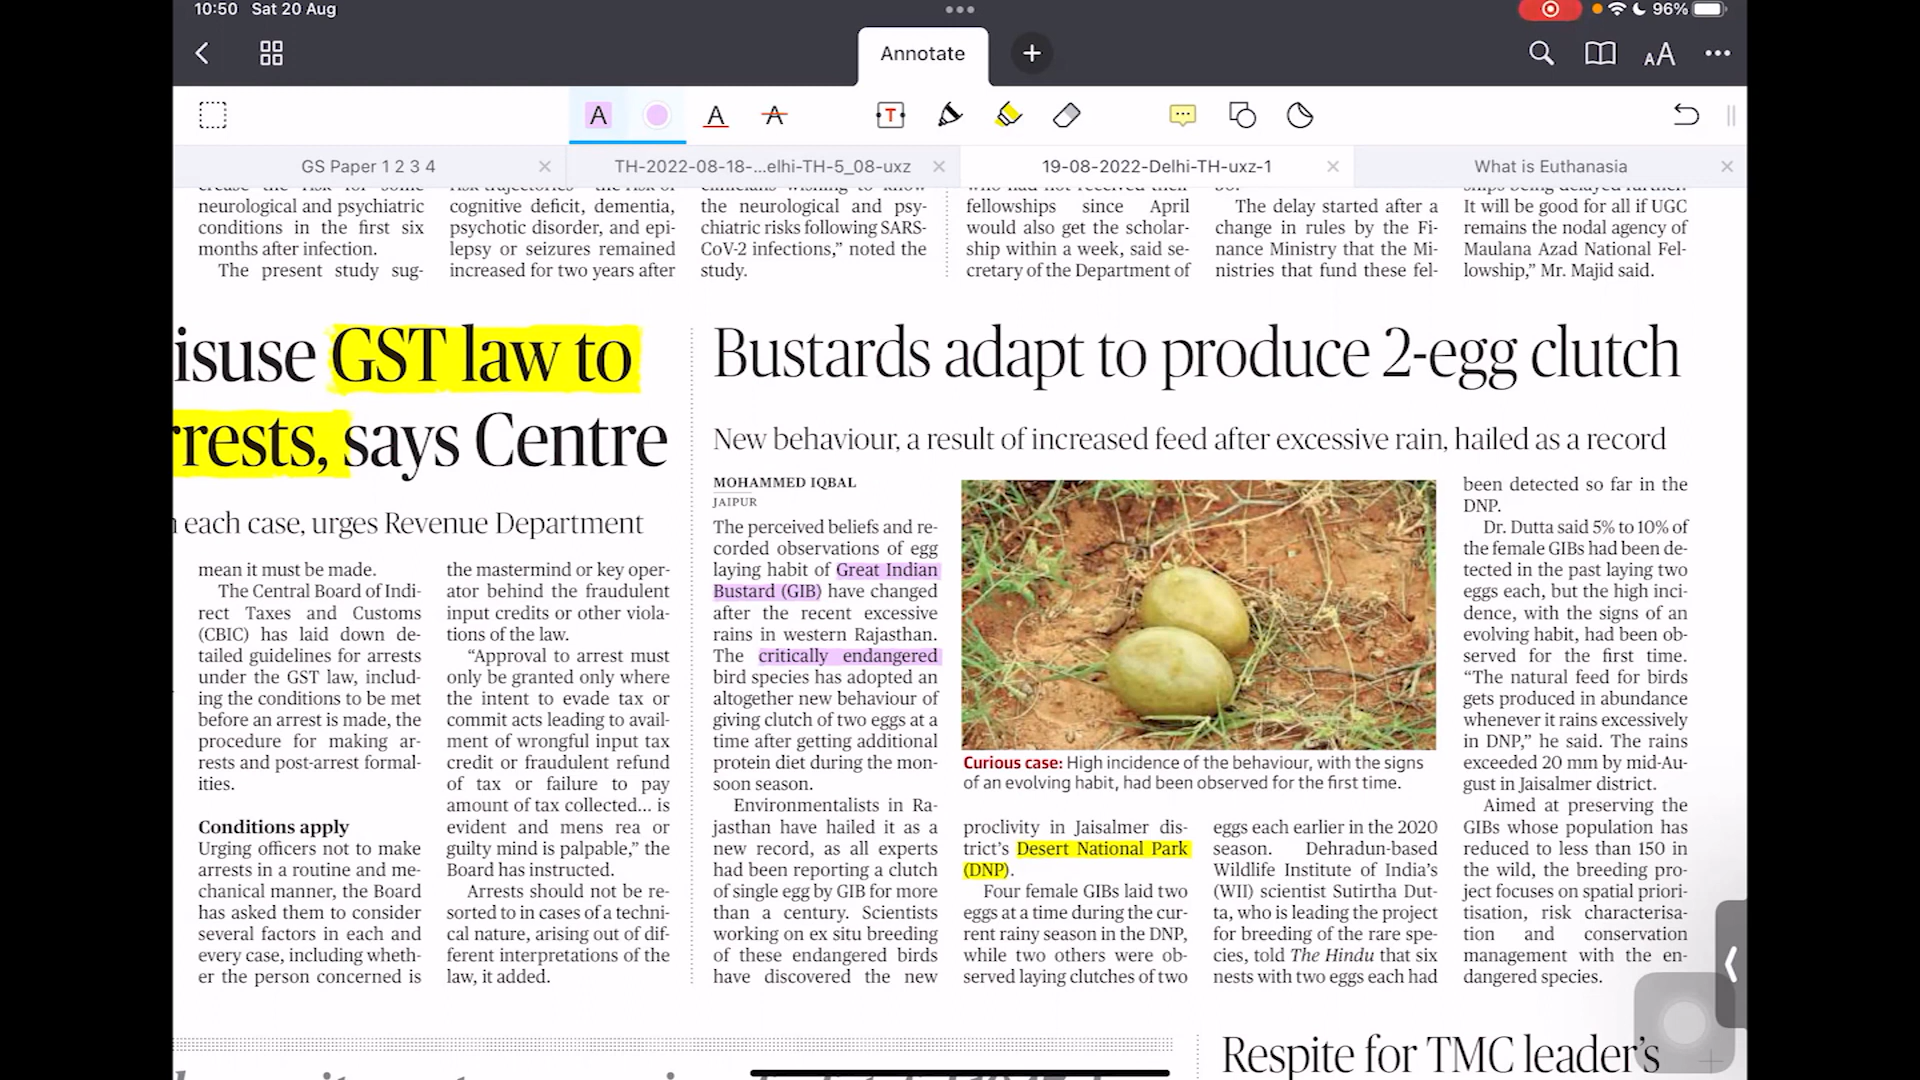 10:50 Sat 20 Aug
96%
Annotate
GS Paper 1 2 3 4
TH-2022-08-18-...elhi-TH-5_08-uxz
19-08-2022-Delhi-TH-uxz-1
What is Euthanasia
neurological and psychiatric
conditions in the first six
months after infection.
The present study sug-
risk trajectories – the risk of
cognitive deficit, dementia,
psychotic disorder, and epi-
lepsy or seizures remained
increased for two years after
clinicians wishing to know
the neurological and psy-
chiatric risks following SARS-
CoV-2 infections,” noted the
study.
who had not received their
fellowships since April
would also get the scholar-
ship within a week, said se-
cretary of the Department of
The delay started after a
change in rules by the Fi-
nance Ministry that the Mi-
nistries that fund these fel-
ships being delayed further.
It will be good for all if UGC
remains the nodal agency of
Maulana Azad National Fel-
lowship,” Mr. Majid said.
isuse GST law to
rrests, says Centre
each case, urges Revenue Department
mean it must be made.
The Central Board of Indi-
rect Taxes and Customs
(CBIC) has laid down de-
tailed guidelines for arrests
under the GST law, includ-
ing the conditions to be met
before an arrest is made, the
procedure for making ar-
rests and post-arrest formal-
ities.
Conditions apply
Urging officers not to make
arrests in a routine and me-
chanical manner, the Board
has asked them to consider
several factors in each and
every case, including wheth-
er the person concerned is
the mastermind or key oper-
ator behind the fraudulent
input credits or other viola-
tions of the law.
“Approval to arrest must
only be granted only where
the intent to evade tax or
commit acts leading to avail-
ment of wrongful input tax
credit or fraudulent refund
of tax or failure to pay
amount of tax collected... is
evident and mens rea or
guilty mind is palpable,” the
Board has instructed.
Arrests should not be re-
sorted to in cases of a techni-
cal nature, arising out of dif-
ferent interpretations of the
law, it added.
Bustards adapt to produce 2-egg clutch
New behaviour, a result of increased feed after excessive rain, hailed as a record
MOHAMMED IQBAL
JAIPUR
The perceived beliefs and re-
corded observations of egg
laying habit of Great Indian
Bustard (GIB) have changed
after the recent excessive
rains in western Rajasthan.
The critically endangered
bird species has adopted an
altogether new behaviour of
giving clutch of two eggs at a
time after getting additional
protein diet during the mon-
soon season.
Environmentalists in Ra-
jasthan have hailed it as a
new record, as all experts
had been reporting a clutch
of single egg by GIB for more
than a century. Scientists
working on ex situ breeding
of these endangered birds
have discovered the new
Curious case: High incidence of the behaviour, with the signs
of an evolving habit, had been observed for the first time.
proclivity in Jaisalmer dis-
trict’s Desert National Park
(DNP).
Four female GIBs laid two
eggs at a time during the cur-
rent rainy season in the DNP,
while two others were ob-
served laying clutches of two
eggs each earlier in the 2020
season. Dehradun-based
Wildlife Institute of India’s
(WII) scientist Sutirtha Dut-
ta, who is leading the project
for breeding of the rare spe-
cies, told The Hindu that six
nests with two eggs each had
been detected so far in the
DNP.
Dr. Dutta said 5% to 10% of
the female GIBs had been de-
tected in the past laying two
eggs each, but the high inci-
dence, with the signs of an
evolving habit, had been ob-
served for the first time.
“The natural feed for birds
gets produced in abundance
whenever it rains excessively
in DNP,” he said. The rains
exceeded 20 mm by mid-Au-
gust in Jaisalmer district.
Aimed at preserving the
GIBs whose population has
reduced to less than 150 in
the wild, the breeding pro-
ject focuses on spatial priori-
tisation, risk characterisa-
tion and conservation
management with the en-
dangered species.
Respite for TMC leader’s